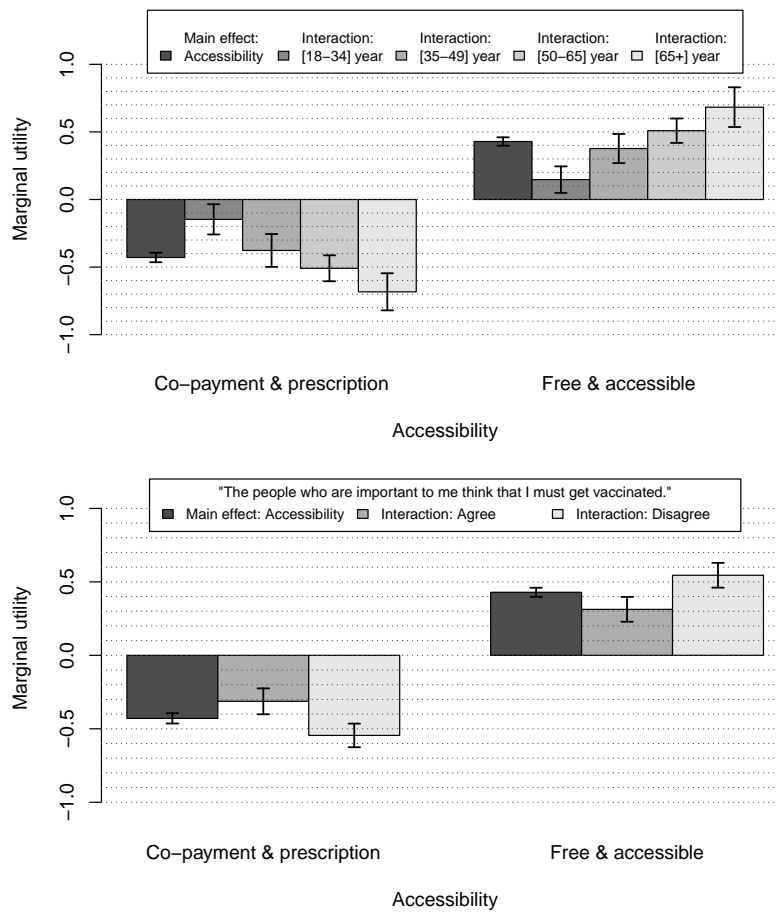 Main effect: Interaction: Interaction: Interaction: Interaction:
Accessibility [18−34] year [35−49] year [50−65] year [65+] year
1.0
0.5
0.0
−0.5
−1.0
Marginal utility
Co−payment & prescription Free & accessible
Accessibility
"The people who are important to me think that I must get vaccinated."
Main effect: Accessibility Interaction: Agree Interaction: Disagree
1.0
0.5
0.0
−0.5
−1.0
Marginal utility
Co−payment & prescription Free & accessible
Accessibility